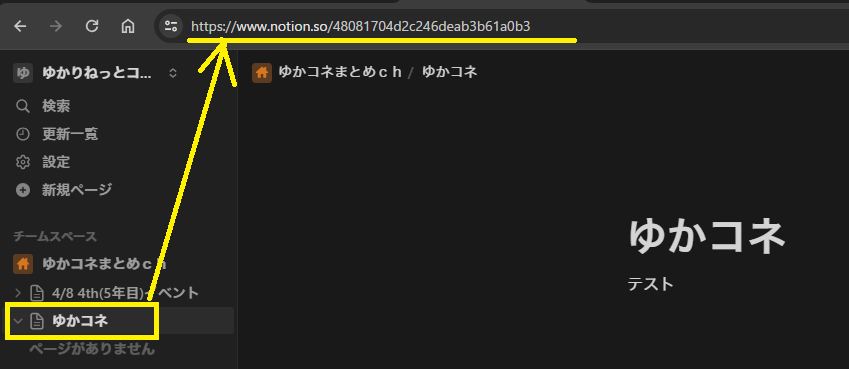 https://www.notion.so/48081704d2c246deab3b61a0b3
ゆ ゆかりねっとコ...
ゆかコネまとめｃｈ / ゆかコネ
検索
更新一覧
設定
新規ページ
チームスペース
ゆかコネまとめｃｈ
4/8 4th(5年目)イベント
ゆかコネ
ページがありません
ゆかコネ
テスト